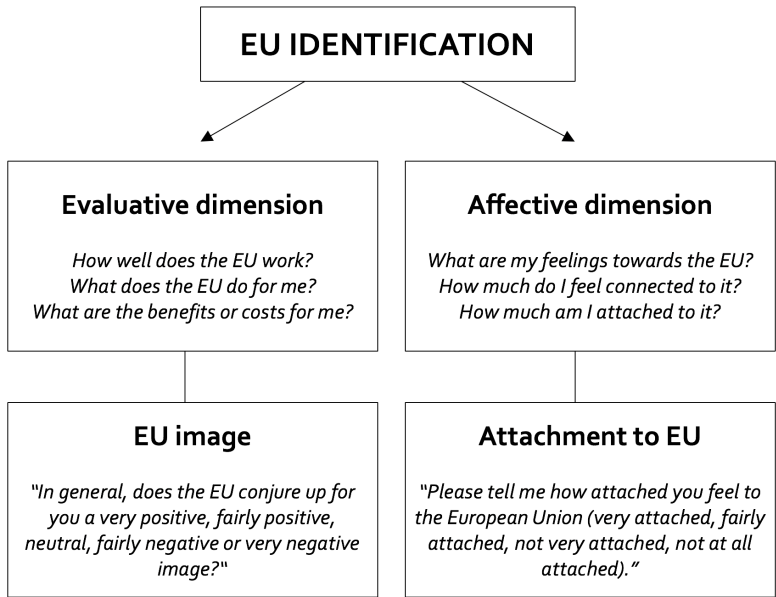 EU IDENTIFICATION
Evaluative dimension
How well does the EU work?
What does the EU do for me?
What are the benefits or costs for me?
Affective dimension
What are my feelings towards the EU?
How much do I feel connected to it?
How much am I attached to it?
EU image
“In general, does the EU conjure up for
you a very positive, fairly positive,
neutral, fairly negative or very negative
image?“
Attachment to EU
“Please tell me how attached you feel to
the European Union (very attached, fairly
attached, not very attached, not at all
attached).”